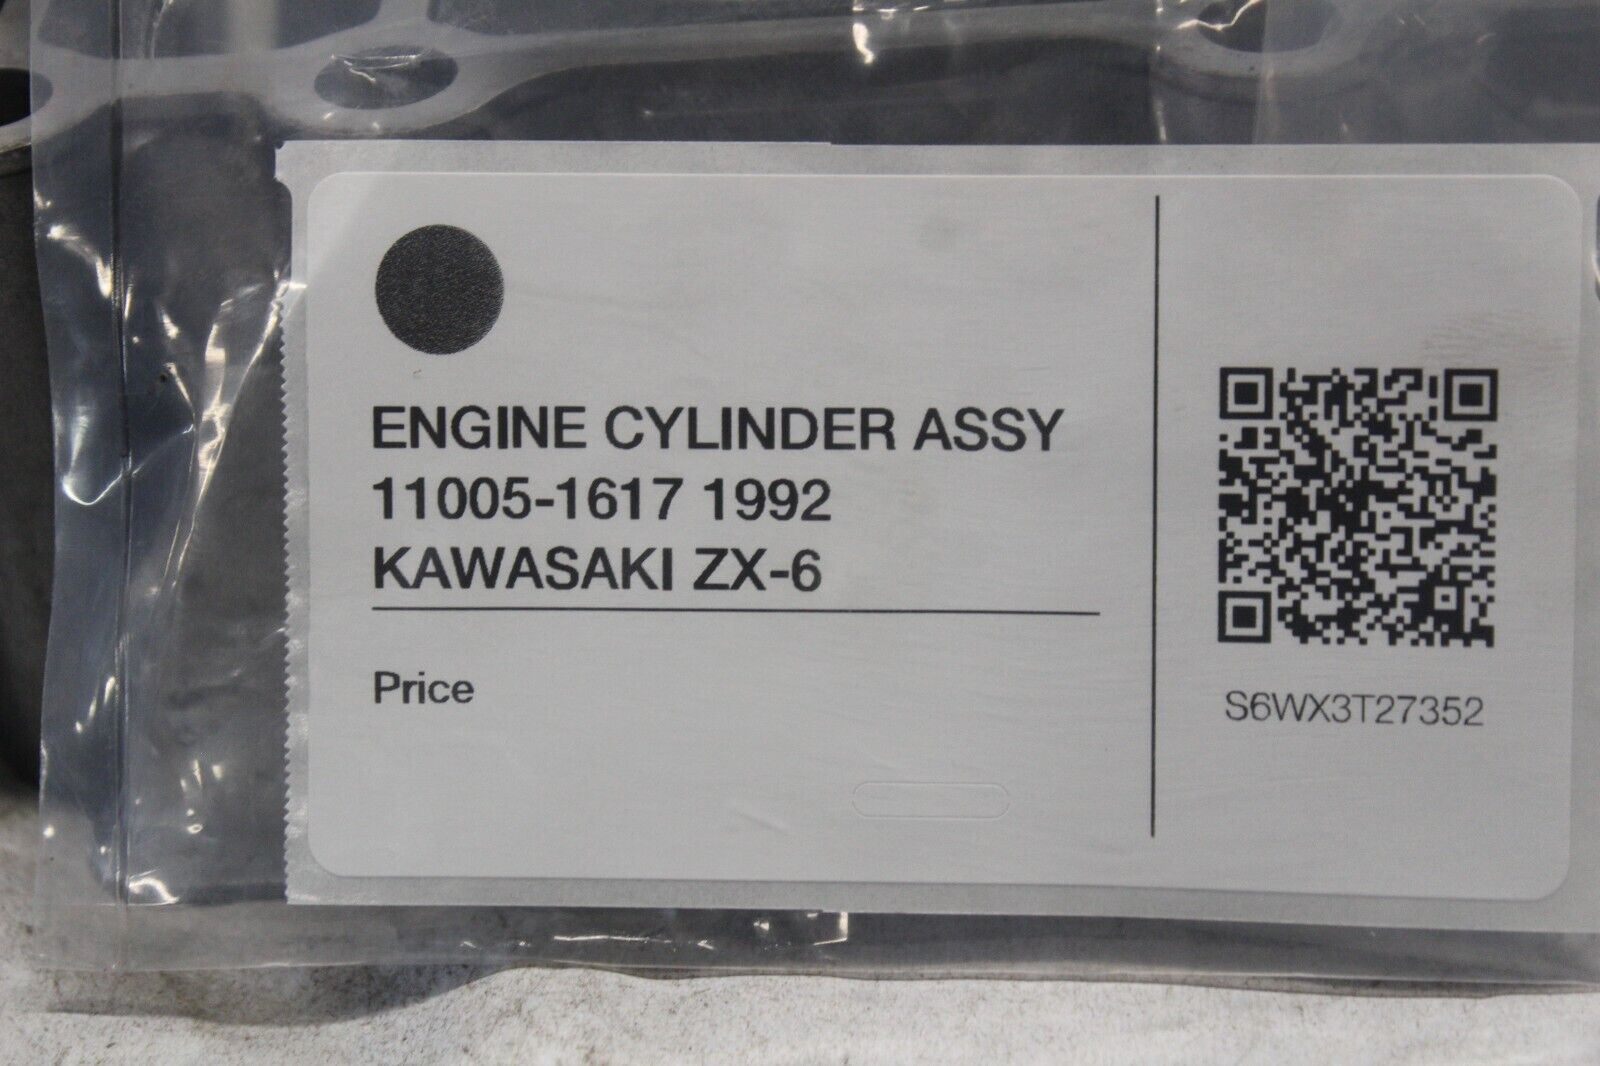 ENGINE CYLINDER ASSY
11005-1617 1992
KAWASAKI ZX-6
Price
S6WX3T27352